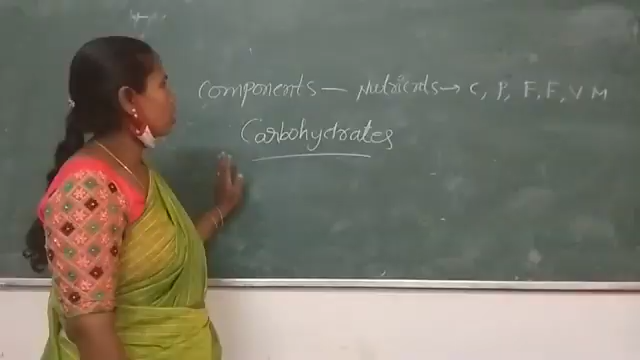 Components — Nutrients → C, P, F, F, V M
Carbohydrates